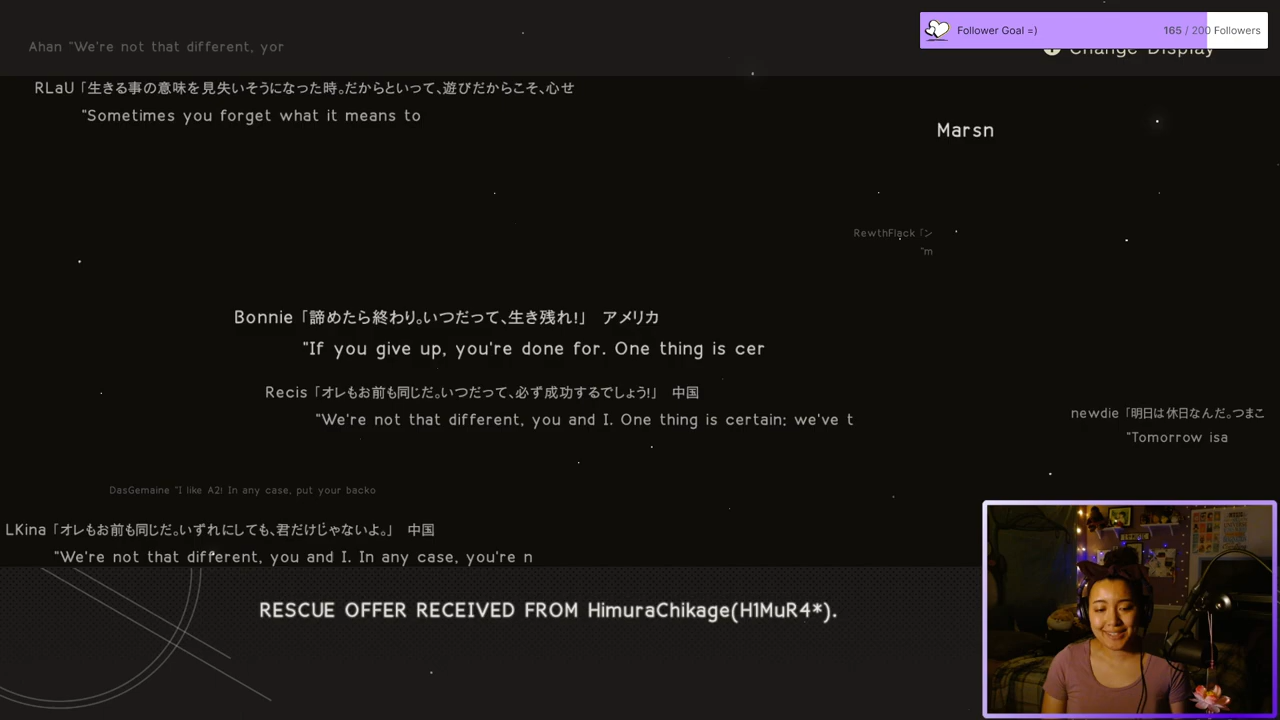 Follower Goal =)
165 / 200 Followers
Ahan "We're not that different, yor
Change Display
RLaU「生きる事の意味を見失いそうになった時。だからといって、遊びだからこそ、心せ
"Sometimes you forget what it means to
Marsn
RewthFlack「ン
"m
Bonnie「諦めたら終わり。いつだって、生き残れ!」 アメリカ
"If you give up, you're done for. One thing is cer
Recis「オレもお前も同じだ。いつだって、必ず成功するでしょう!」 中国
"We're not that different, you and I. One thing is certain: we've t
newdie「明日は休日なんだ。つまこ
"Tomorrow isa
DasGemaine "I like A2! In any case, put your backo
LKina「オレもお前も同じだ。いずれにしても、君だけじゃないよ。」 中国
"We're not that different, you and I. In any case, you're n
RESCUE OFFER RECEIVED FROM HimuraChikage(H1MuR4*).